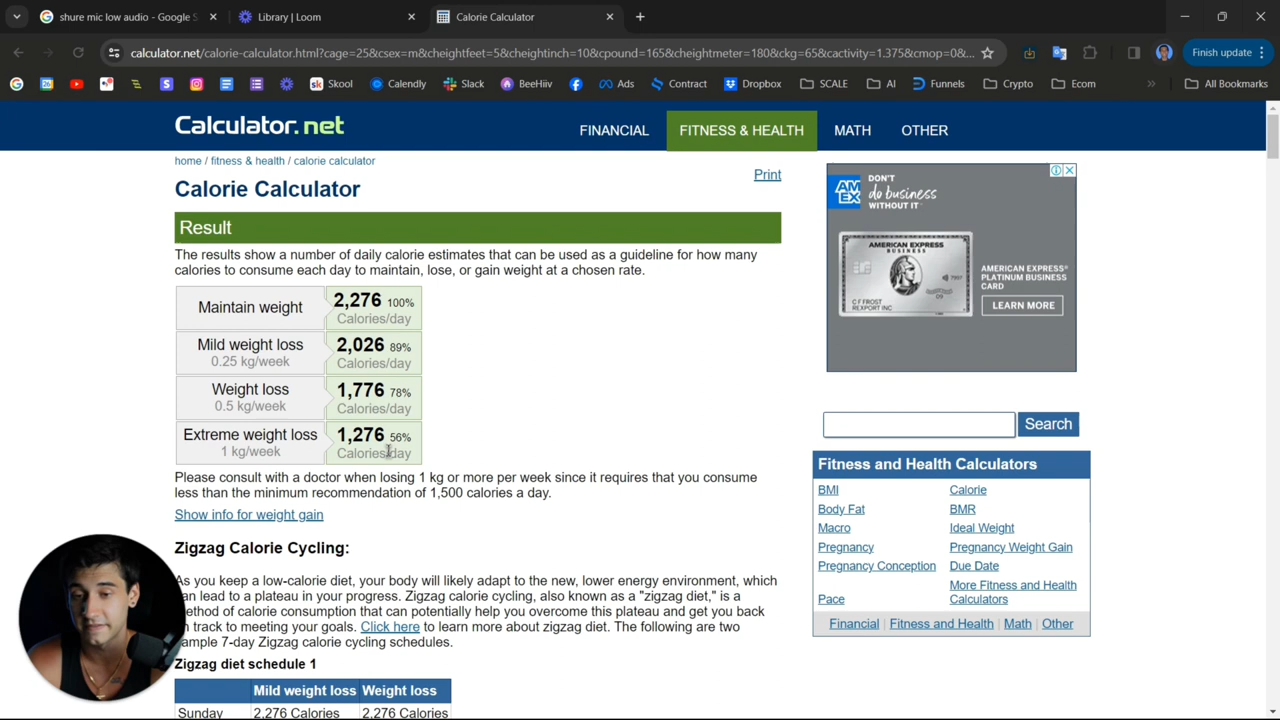 shure mic low audio - Google S
Library | Loom
Calorie Calculator
calculator.net/calorie-calculator.html?cage=25&csex=m&cheightfeet=5&cheightinch=10&cpound=165&cheightmeter=180&ckg=65&cactivity=1.375&cmop=0&...
Finish update
Skool
Calendly
Slack
BeeHiiv
Ads
Contract
Dropbox
SCALE
AI
Funnels
Crypto
Ecom
All Bookmarks
Calculator.net
FINANCIAL
FITNESS & HEALTH
MATH
OTHER
home / fitness & health / calorie calculator
Print
Calorie Calculator
Result
The results show a number of daily calorie estimates that can be used as a guideline for how many
calories to consume each day to maintain, lose, or gain weight at a chosen rate.
Maintain weight
2,276 100%
Calories/day
Mild weight loss
0.25 kg/week
2,026 89%
Calories/day
Weight loss
0.5 kg/week
1,776 78%
Calories/day
Extreme weight loss
1 kg/week
1,276 56%
Calories/day
Please consult with a doctor when losing 1 kg or more per week since it requires that you consume
less than the minimum recommendation of 1,500 calories a day.
Show info for weight gain
Zigzag Calorie Cycling:
As you keep a low-calorie diet, your body will likely adapt to the new, lower energy environment, which
an lead to a plateau in your progress. Zigzag calorie cycling, also known as a "zigzag diet," is a
ethod of calorie consumption that can potentially help you overcome this plateau and get you back
n track to meeting your goals. Click here to learn more about zigzag diet. The following are two
ample 7-day Zigzag calorie cycling schedules.
Zigzag diet schedule 1
Mild weight loss
Weight loss
Sunday
2,276 Calories
2,276 Calories
AM
EX
DON'T
do business
WITHOUT IT
AMERICAN EXPRESS
BUSINESS
C F FROST
REXPORT INC
AMERICAN EXPRESS®
BUSINESS PLATINUM
CARD
LEARN MORE
Search
Fitness and Health Calculators
BMI
Calorie
Body Fat
BMR
Macro
Ideal Weight
Pregnancy
Pregnancy Weight Gain
Pregnancy Conception
Due Date
Pace
More Fitness and Health
Calculators
Financial | Fitness and Health | Math | Other